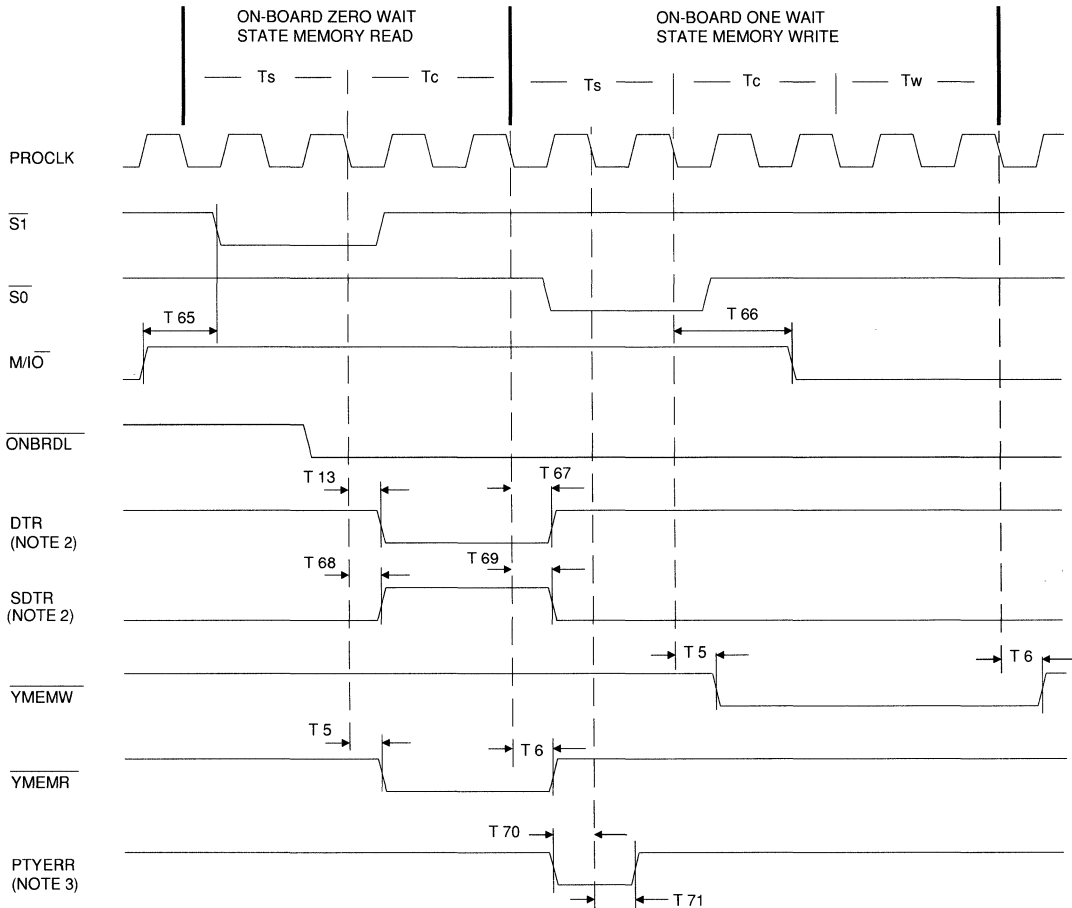 ON-BOARD ZERO WAIT
STATE MEMORY READ
ON-BOARD ONE WAIT
STATE MEMORY WRITE
Ts
Tc
Ts
Tc
Tw
PROCLK
S1
S0
T 65
T 66
M/IO
ONBRDL
T 13
T 67
DTR
(NOTE 2)
T 68
T 69
SDTR
(NOTE 2)
T 5
T 6
YMEMW
T 5
T 6
YMEMR
T 70
PTYERR
(NOTE 3)
T 71